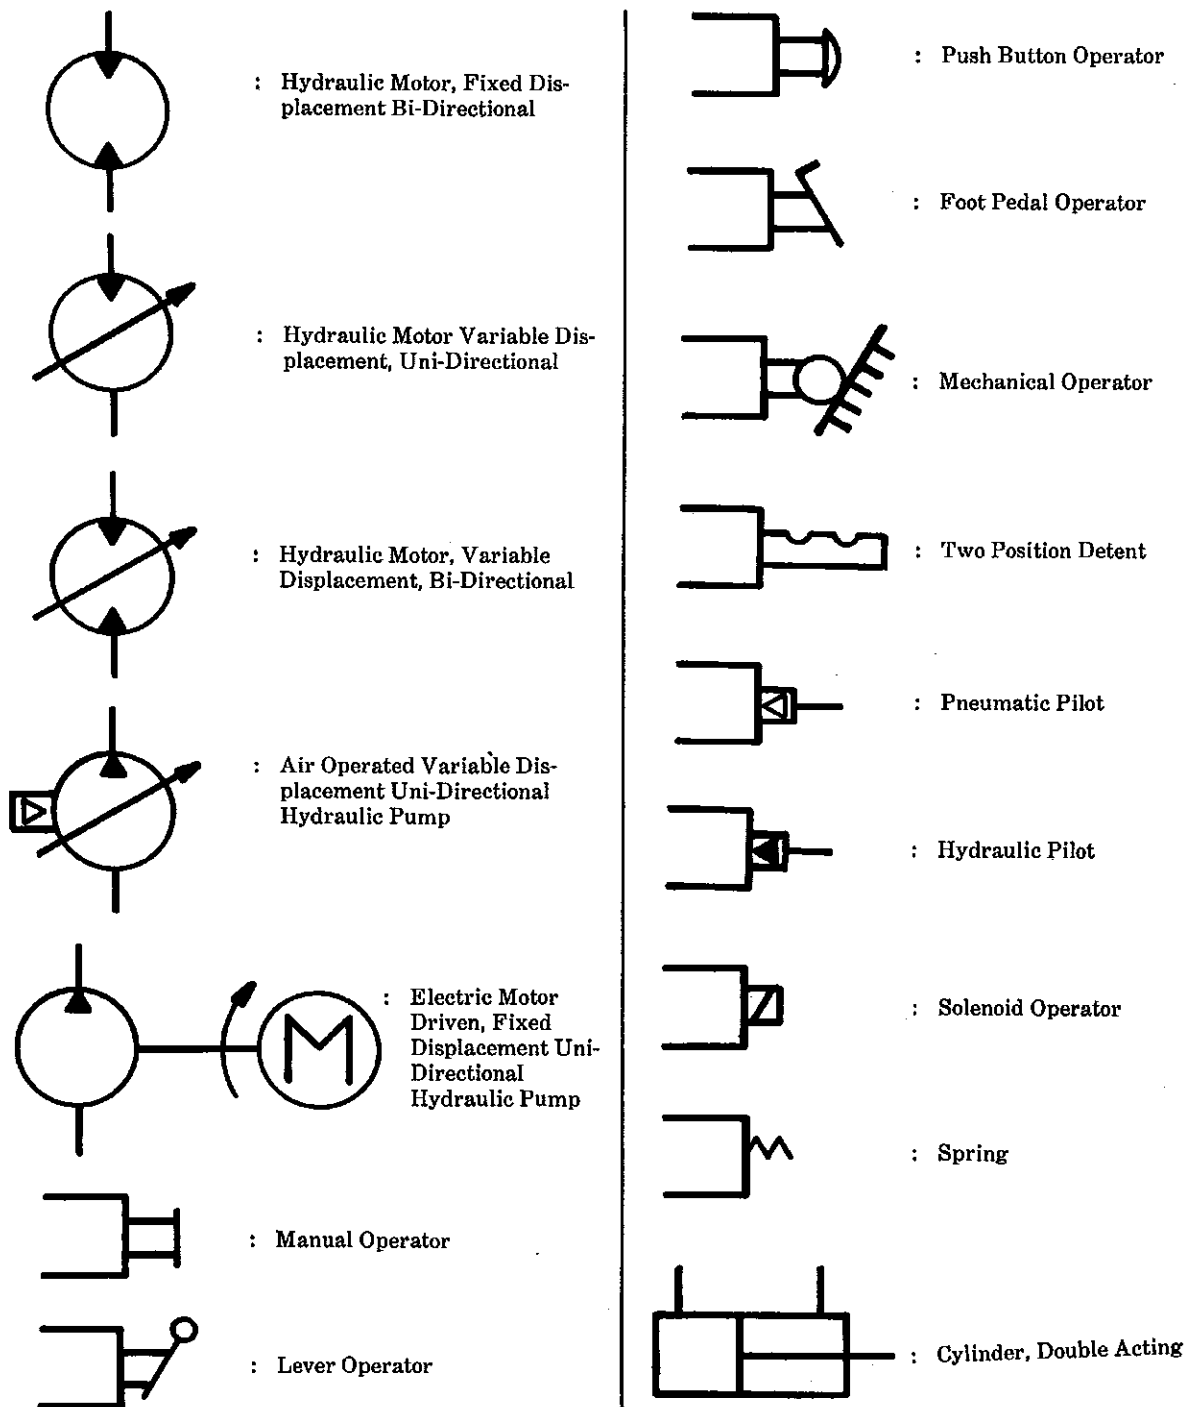 : Hydraulic Motor, Fixed Dis-
placement Bi-Directional
: Hydraulic Motor Variable Dis-
placement, Uni-Directional
: Hydraulic Motor, Variable
Displacement, Bi-Directional
: Air Operated Variable Dis-
placement Uni-Directional
Hydraulic Pump
M
: Electric Motor
Driven, Fixed
Displacement Uni-
Directional
Hydraulic Pump
: Manual Operator
: Lever Operator
: Push Button Operator
: Foot Pedal Operator
: Mechanical Operator
: Two Position Detent
: Pneumatic Pilot
: Hydraulic Pilot
: Solenoid Operator
: Spring
: Cylinder, Double Acting